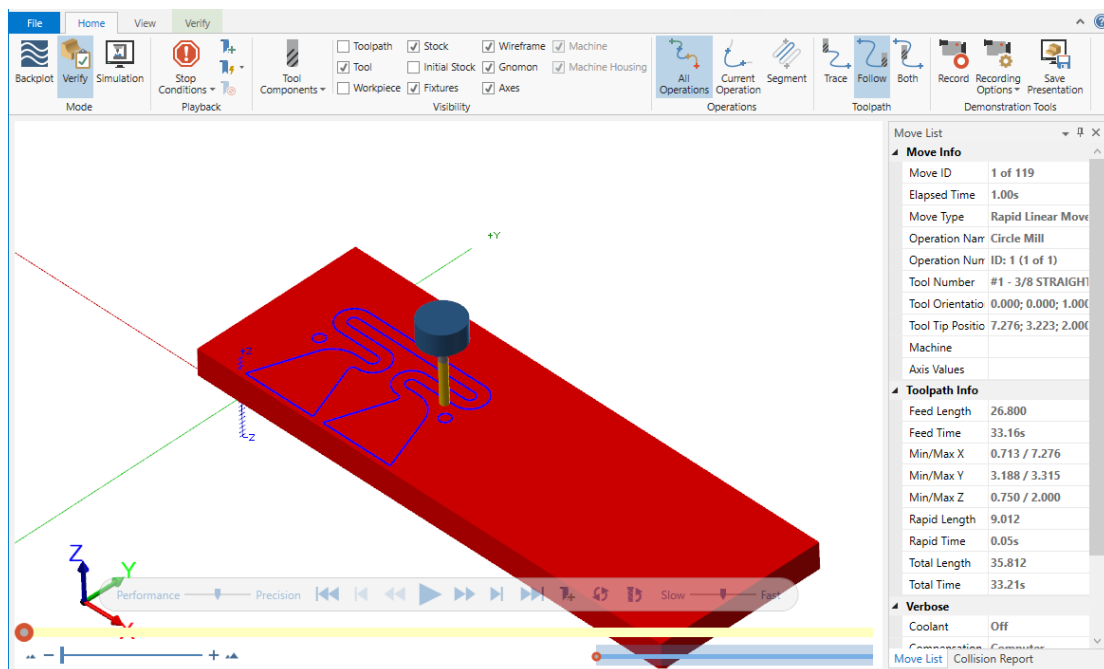 File Home View Verify
Backplot Verify Simulation
Mode
Stop Conditions
Playback
Tool Components
Toolpath Stock Wireframe Machine
Tool Initial Stock Gnomon Machine Housing
Workpiece Fixtures Axes
Visibility
All Operations Current Operation Segment
Operations
Trace Follow Both
Toolpath
Record Recording Options Save Presentation
Demonstration Tools
+Y
+Z
-Z
Z
Y
X
Performance Precision Slow Fast
Move List
Move Info
Move ID 1 of 119
Elapsed Time 1.00s
Move Type Rapid Linear Move
Operation Nam Circle Mill
Operation Num ID: 1 (1 of 1)
Tool Number #1 - 3/8 STRAIGHT
Tool Orientatio 0.000; 0.000; 1.000
Tool Tip Positio 7.276; 3.223; 2.000
Machine
Axis Values
Toolpath Info
Feed Length 26.800
Feed Time 33.16s
Min/Max X 0.713 / 7.276
Min/Max Y 3.188 / 3.315
Min/Max Z 0.750 / 2.000
Rapid Length 9.012
Rapid Time 0.05s
Total Length 35.812
Total Time 33.21s
Verbose
Coolant Off
Compensation Computer
Move List Collision Report